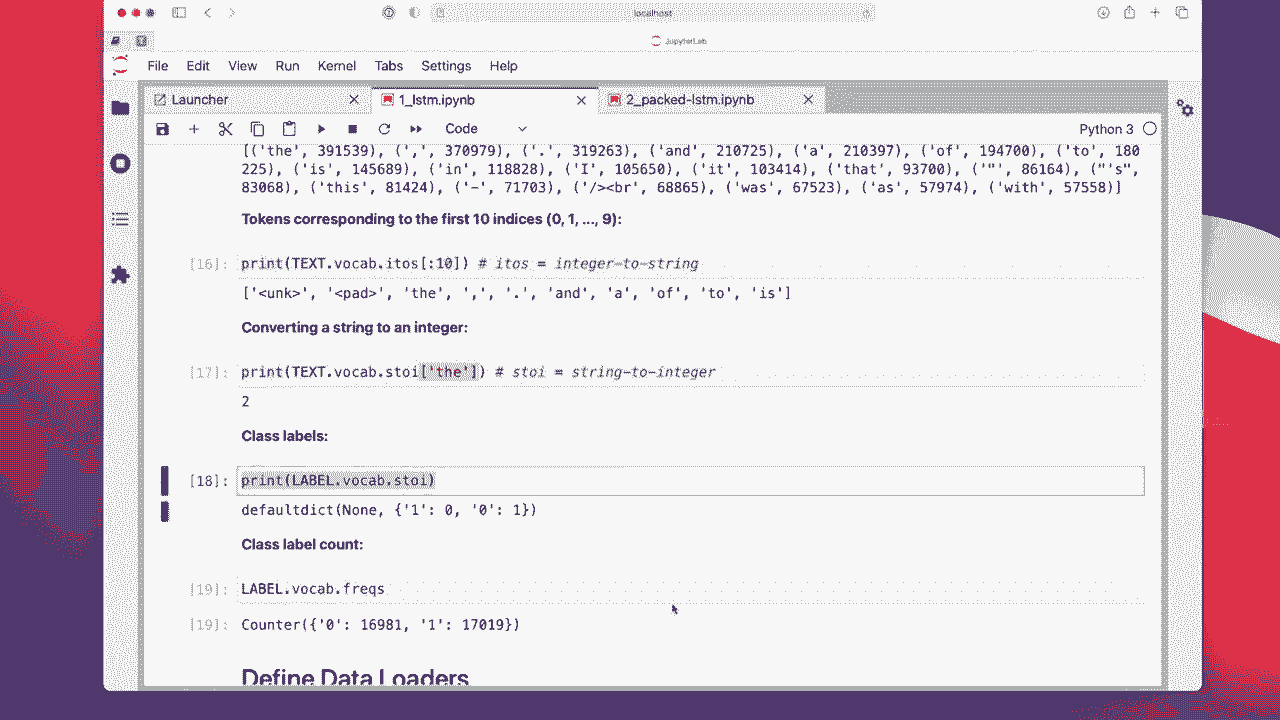 localhost
JupyterLab
File Edit View Run Kernel Tabs Settings Help
Launcher 1_lstm.ipynb 2_packed-lstm.ipynb
Code Python 3
[('the', 391539), (',', 370979), ('.', 319263), ('and', 210725), ('a', 210397), ('of', 194700), ('to', 180
225), ('is', 145689), ('in', 118828), ('I', 105650), ('it', 103414), ('that', 93700), ('"', 86164), ("'s",
83068), ('this', 81424), ('-', 71703), ('/><br', 68865), ('was', 67523), ('as', 57974), ('with', 57558)]
Tokens corresponding to the first 10 indices (0, 1, ..., 9):
[16]: print(TEXT.vocab.itos[:10]) # itos = integer-to-string
['<unk>', '<pad>', 'the', ',', '.', 'and', 'a', 'of', 'to', 'is']
Converting a string to an integer:
[17]: print(TEXT.vocab.stoi['the']) # stoi = string-to-integer
2
Class labels:
[18]: print(LABEL.vocab.stoi)
defaultdict(None, {'1': 0, '0': 1})
Class label count:
[19]: LABEL.vocab.freqs
[19]: Counter({'0': 16981, '1': 17019})
Define Data Loaders